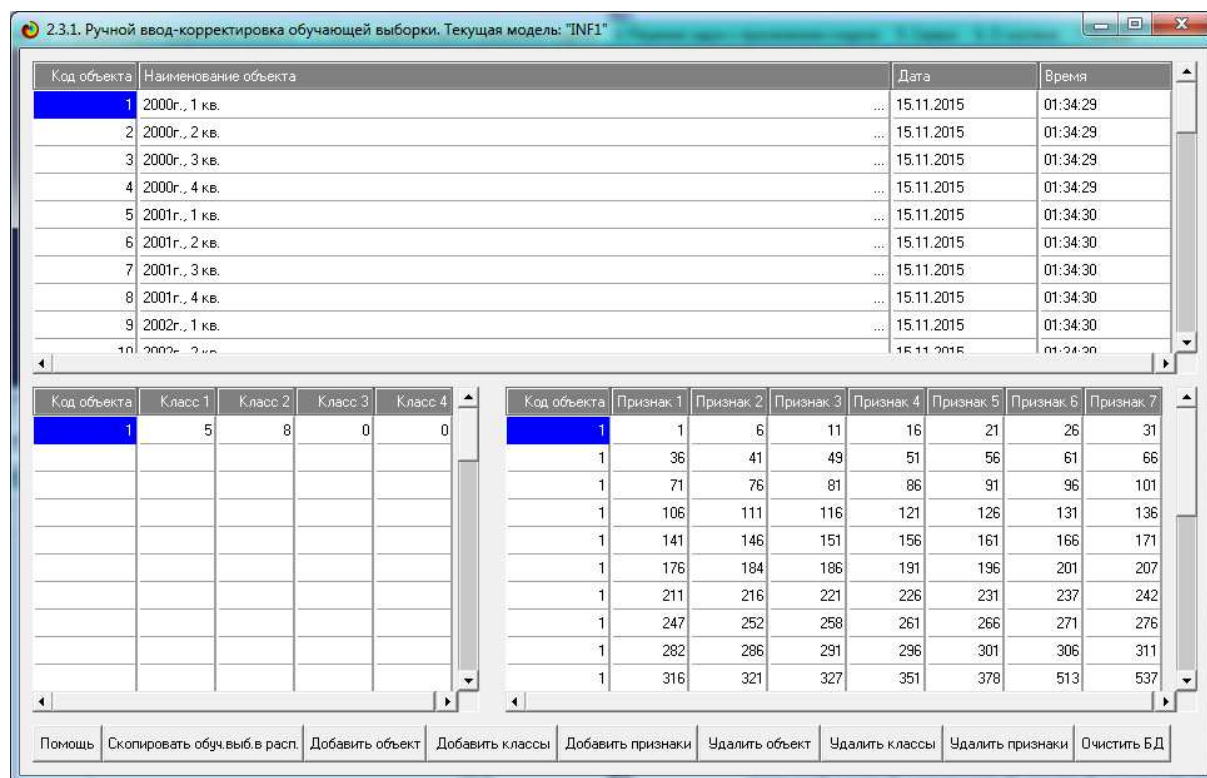 2.3.1. Ручной ввод-корректировка обучающей выборки. Текущая модель: "INF1"
Код объекта Наименование объекта Дата Время
1 2000г., 1 кв. ... 15.11.2015 01:34:29
2 2000г., 2 кв. ... 15.11.2015 01:34:29
3 2000г., 3 кв. ... 15.11.2015 01:34:29
4 2000г., 4 кв. ... 15.11.2015 01:34:29
5 2001г., 1 кв. ... 15.11.2015 01:34:30
6 2001г., 2 кв. ... 15.11.2015 01:34:30
7 2001г., 3 кв. ... 15.11.2015 01:34:30
8 2001г., 4 кв. ... 15.11.2015 01:34:30
9 2002г., 1 кв. ... 15.11.2015 01:34:30
10 2002г., 2 кв. ... 15.11.2015 01:34:30
Код объекта Класс 1 Класс 2 Класс 3 Класс 4
1 5 8 0 0
Код объекта Признак 1 Признак 2 Признак 3 Признак 4 Признак 5 Признак 6 Признак 7
1 1 6 11 16 21 26 31
1 36 41 49 51 56 61 66
1 71 76 81 86 91 96 101
1 106 111 116 121 126 131 136
1 141 146 151 156 161 166 171
1 176 184 186 191 196 201 207
1 211 216 221 226 231 237 242
1 247 252 258 261 266 271 276
1 282 286 291 296 301 306 311
1 316 321 327 351 378 513 537
Помощь Скопировать обуч.выб.в расп. Добавить объект Добавить классы Добавить признаки Удалить объект Удалить классы Удалить признаки Очистить БД